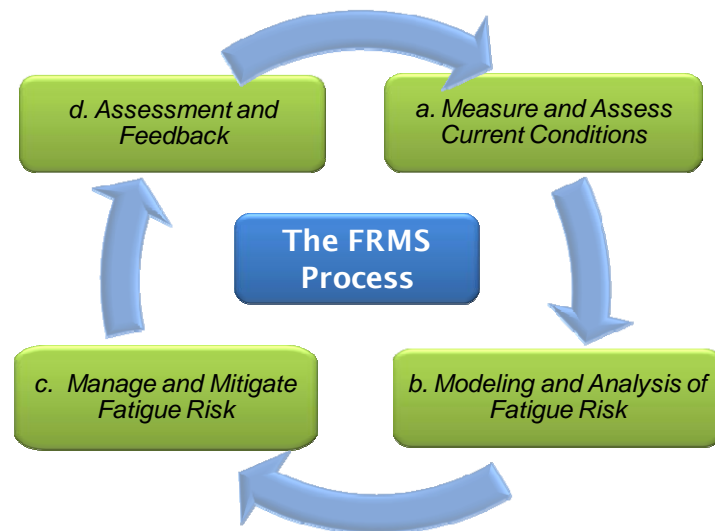 d. Assessment and
Feedback
a. Measure and Assess
Current Conditions
The FRMS
Process
c. Manage and Mitigate
Fatigue Risk
b. Modeling and Analysis of
Fatigue Risk